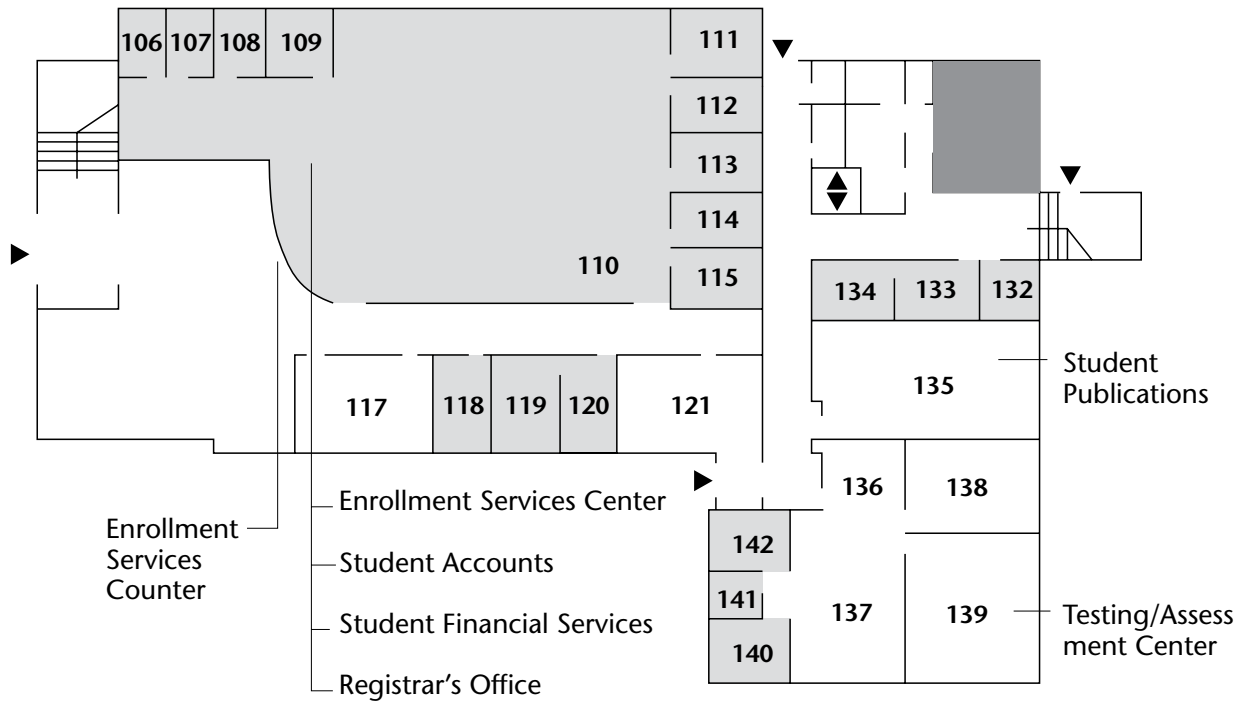 106 107 108 109
111
112
113
114
110
115
134 133 132
Student
Publications
135
117 118 119 120 121
136 138
Enrollment Services Center
Enrollment
Services
Counter
142
Student Accounts
141
137 139
Testing/Assess
ment Center
Student Financial Services
140
Registrar's Office